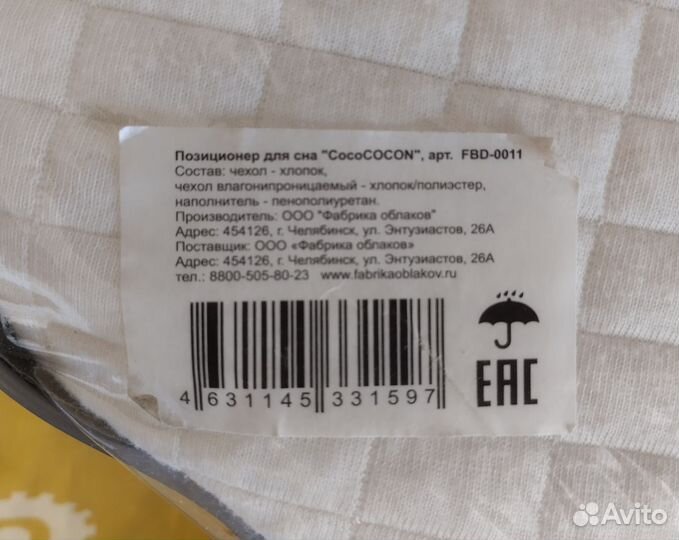 Позиционер для сна "CocoCOCON", арт. FBD-0011
Состав: чехол - хлопок,
чехол влагонипроницаемый - хлопок/полиэстер,
наполнитель - пенополиуретан.
Производитель: ООО "Фабрика облаков"
Адрес: 454126, г. Челябинск, ул. Энтузиастов, 26А
Поставщик: ООО «Фабрика облаков»
Адрес: 454126, г. Челябинск, ул. Энтузиастов, 26А
тел.: 8800-505-80-23 www.fabrikaoblakov.ru
4 631145 331597
EAC
Avito